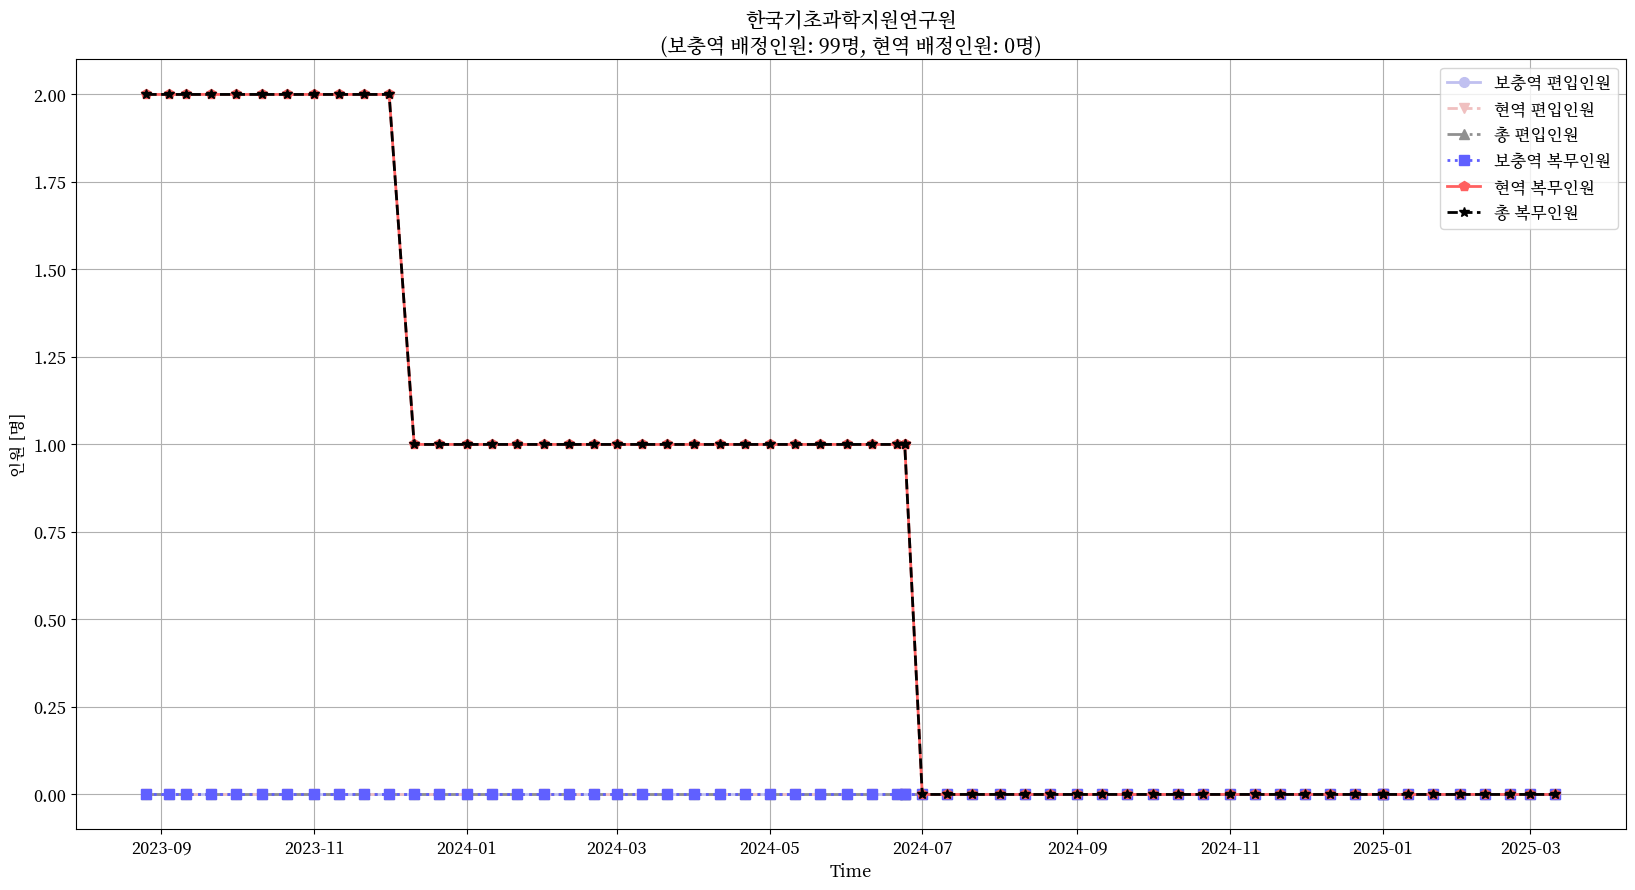 한국기초과학지원연구원
(보충역 배정인원: 99명, 현역 배정인원: 0명)
보충역 편입인원
현역 편입인원
총 편입인원
보충역 복무인원
현역 복무인원
총 복무인원
2.00
1.75
1.50
1.25
1.00
0.75
0.50
0.25
0.00
인원 [명]
2023-09 2023-11 2024-01 2024-03 2024-05 2024-07 2024-09 2024-11 2025-01 2025-03
Time